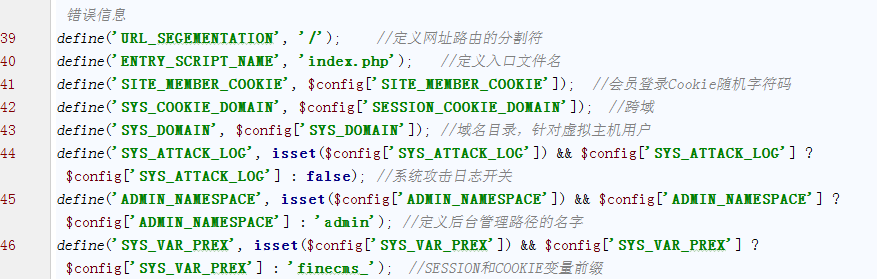 错误信息
39 define('URL_SEGEMENTATION', '/'); //定义网址路由的分割符
40 define('ENTRY_SCRIPT_NAME', 'index.php'); //定义入口文件名
41 define('SITE_MEMBER_COOKIE', $config['SITE_MEMBER_COOKIE']); //会员登录Cookie随机字符码
42 define('SYS_COOKIE_DOMAIN', $config['SESSION_COOKIE_DOMAIN']); //跨域
43 define('SYS_DOMAIN', $config['SYS_DOMAIN']); //域名目录，针对虚拟主机用户
44 define('SYS_ATTACK_LOG', isset($config['SYS_ATTACK_LOG']) && $config['SYS_ATTACK_LOG'] ?
$config['SYS_ATTACK_LOG'] : false); //系统攻击日志开关
45 define('ADMIN_NAMESPACE', isset($config['ADMIN_NAMESPACE']) && $config['ADMIN_NAMESPACE'] ?
$config['ADMIN_NAMESPACE'] : 'admin'); //定义后台管理路径的名字
46 define('SYS_VAR_PREX', isset($config['SYS_VAR_PREX']) && $config['SYS_VAR_PREX'] ?
$config['SYS_VAR_PREX'] : 'finecms_'); //SESSION和COOKIE变量前缀